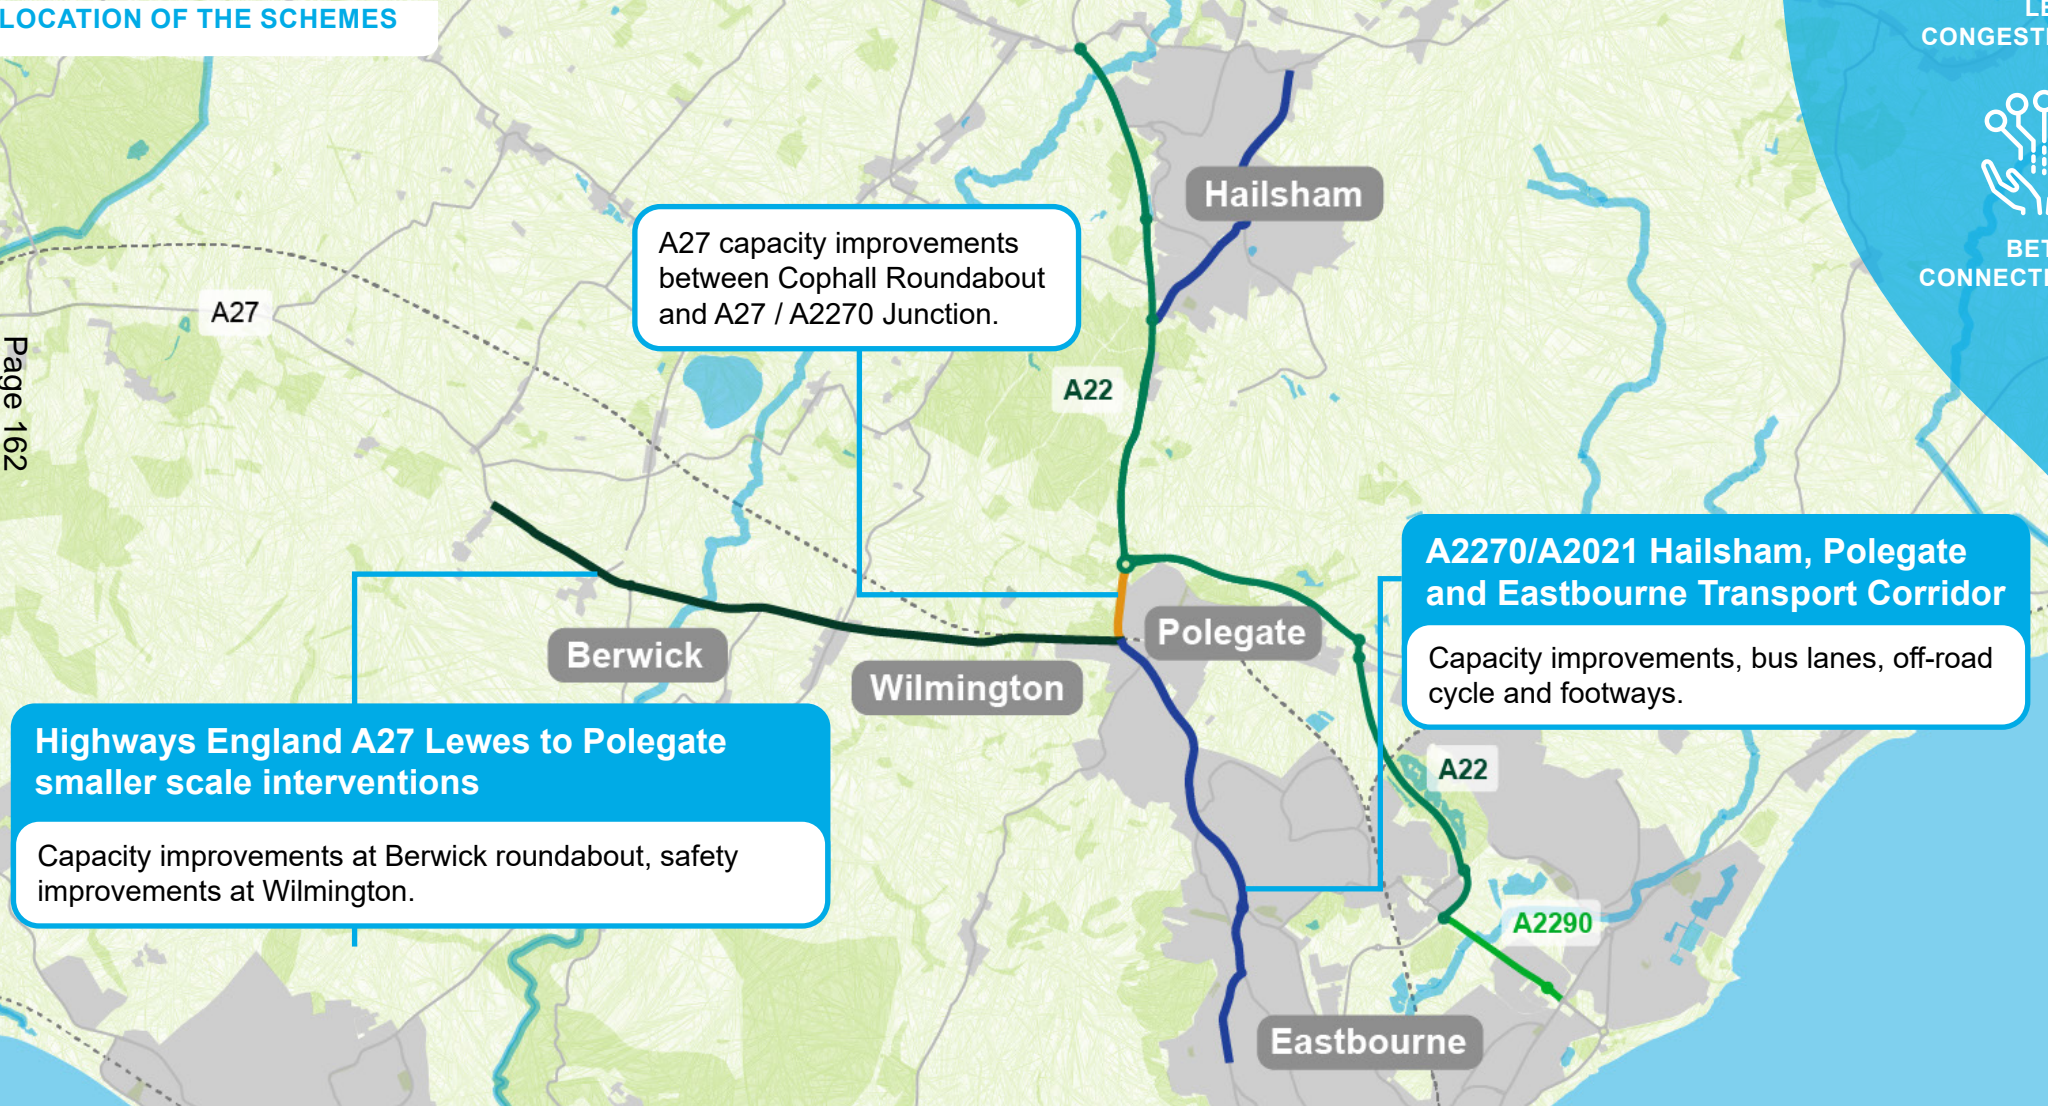 LOCATION OF THE SCHEMES
CONGEST
BET
CONNECT
Hailsham
A27 capacity improvements
between Cophall Roundabout
and A27 / A2270 Junction.
A27
Page 162
A22
A2270/A2021 Hailsham, Polegate
and Eastbourne Transport Corridor
Capacity improvements, bus lanes, off-road
cycle and footways.
Polegate
Berwick
Wilmington
Highways England A27 Lewes to Polegate
smaller scale interventions
Capacity improvements at Berwick roundabout, safety
improvements at Wilmington.
A22
A2290
Eastbourne